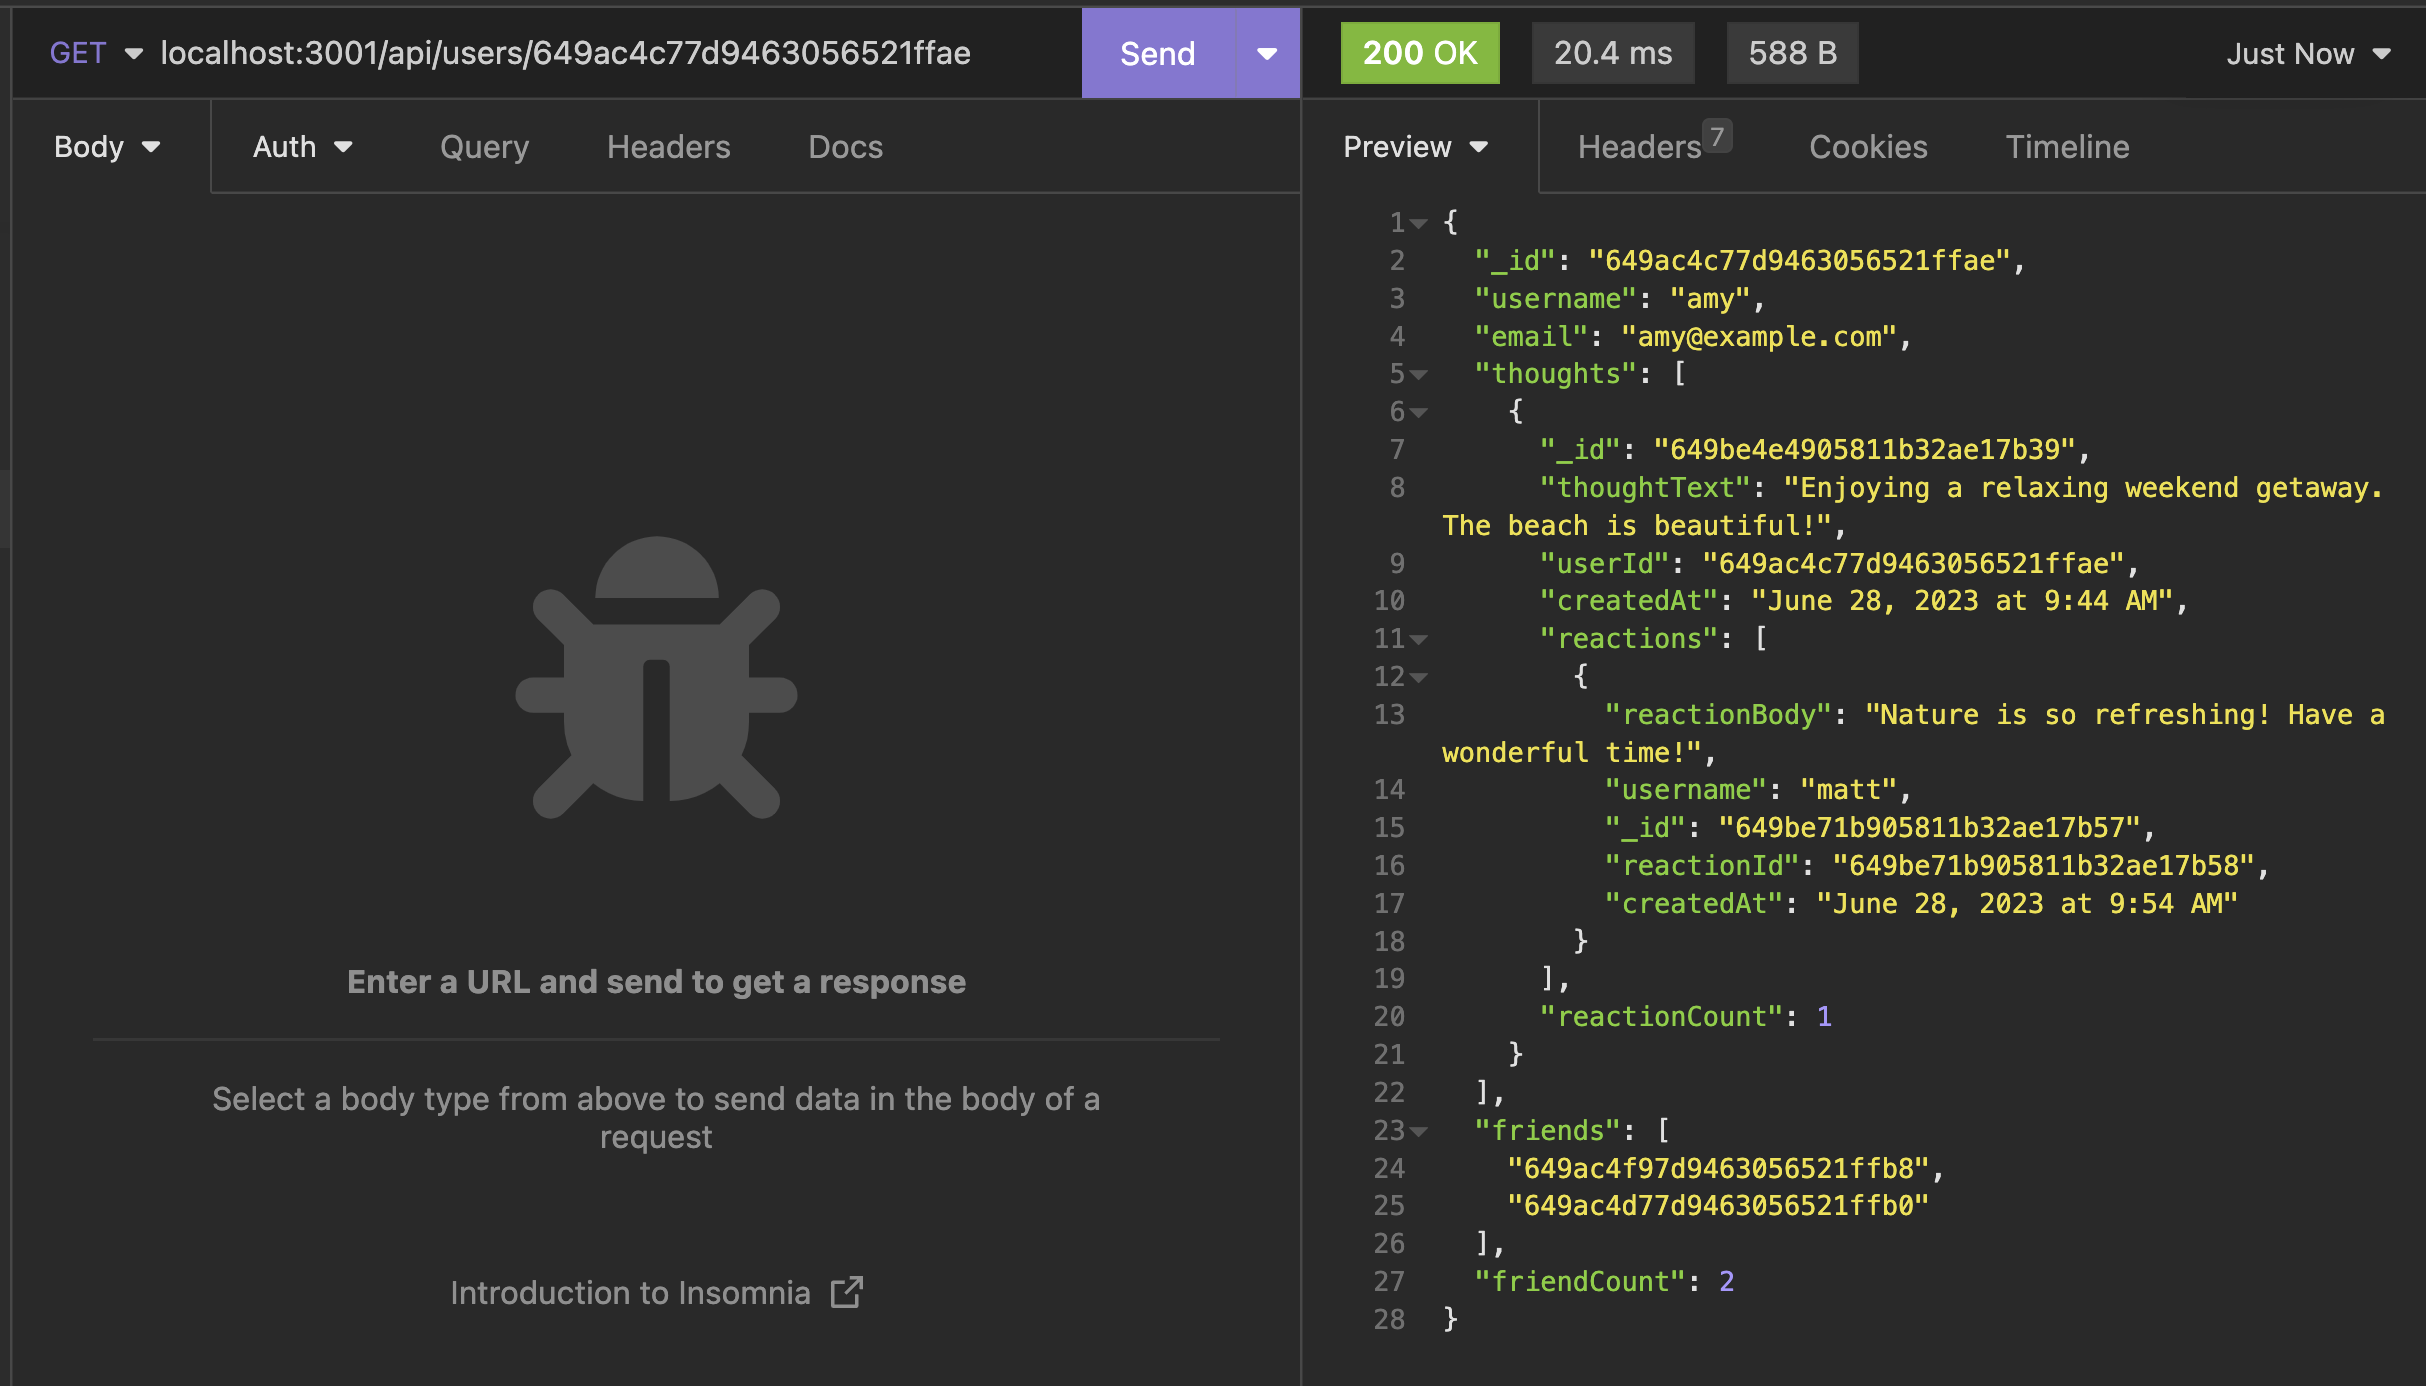 GET localhost:3001/api/users/649ac4c77d9463056521ffae Send 200 OK 20.4 ms 588 B Just Now
Body Auth Query Headers Docs
Enter a URL and send to get a response
Select a body type from above to send data in the body of a
request
Introduction to Insomnia
Preview Headers 7 Cookies Timeline
1 {
2 "_id": "649ac4c77d9463056521ffae",
3 "username": "amy",
4 "email": "amy@example.com",
5 "thoughts": [
6 {
7 "_id": "649be4e4905811b32ae17b39",
8 "thoughtText": "Enjoying a relaxing weekend getaway.
The beach is beautiful!",
9 "userId": "649ac4c77d9463056521ffae",
10 "createdAt": "June 28, 2023 at 9:44 AM",
11 "reactions": [
12 {
13 "reactionBody": "Nature is so refreshing! Have a
wonderful time!",
14 "username": "matt",
15 "_id": "649be71b905811b32ae17b57",
16 "reactionId": "649be71b905811b32ae17b58",
17 "createdAt": "June 28, 2023 at 9:54 AM"
18 }
19 ],
20 "reactionCount": 1
21 }
22 ],
23 "friends": [
24 "649ac4f97d9463056521ffb8",
25 "649ac4d77d9463056521ffb0"
26 ],
27 "friendCount": 2
28 }